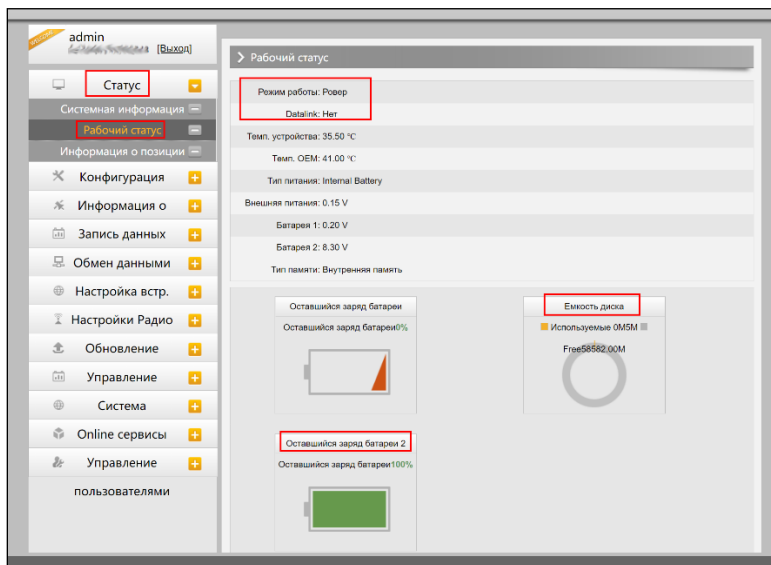 admin
[Выход]
Статус
Системная информация
Рабочий статус
Информация о позиции
Конфигурация
Информация о
Запись данных
Обмен данными
Настройка встр.
Настройки Радио
Обновление
Управление
Система
Online сервисы
Управление
пользователями
Рабочий статус
Режим работы: Ровер
Datalink: Нет
Темп. устройства: 35.50 °C
Темп. OEM: 41.00 °C
Тип питания: Internal Battery
Внешняя питания: 0.15 V
Батарея 1: 0.20 V
Батарея 2: 8.30 V
Тип памяти: Внутренняя память
Оставшийся заряд батареи
Оставшийся заряд батареи0%
Емкость диска
Используемые 0M5M
Free58582.00M
Оставшийся заряд батареи 2
Оставшийся заряд батареи100%